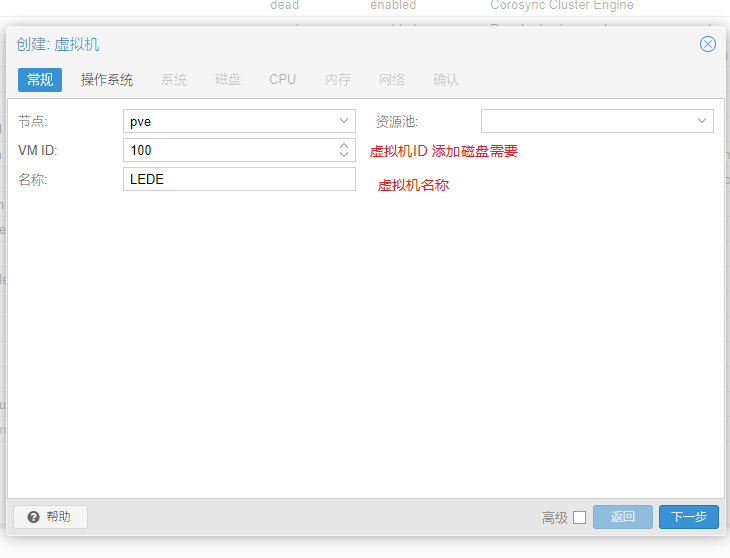 dead enabled Corosync Cluster Engine
创建: 虚拟机
常规 操作系统 系统 磁盘 CPU 内存 网络 确认
节点: pve 资源池:
VM ID: 100 虚拟机ID 添加磁盘需要
名称: LEDE 虚拟机名称
帮助 高级 返回 下一步